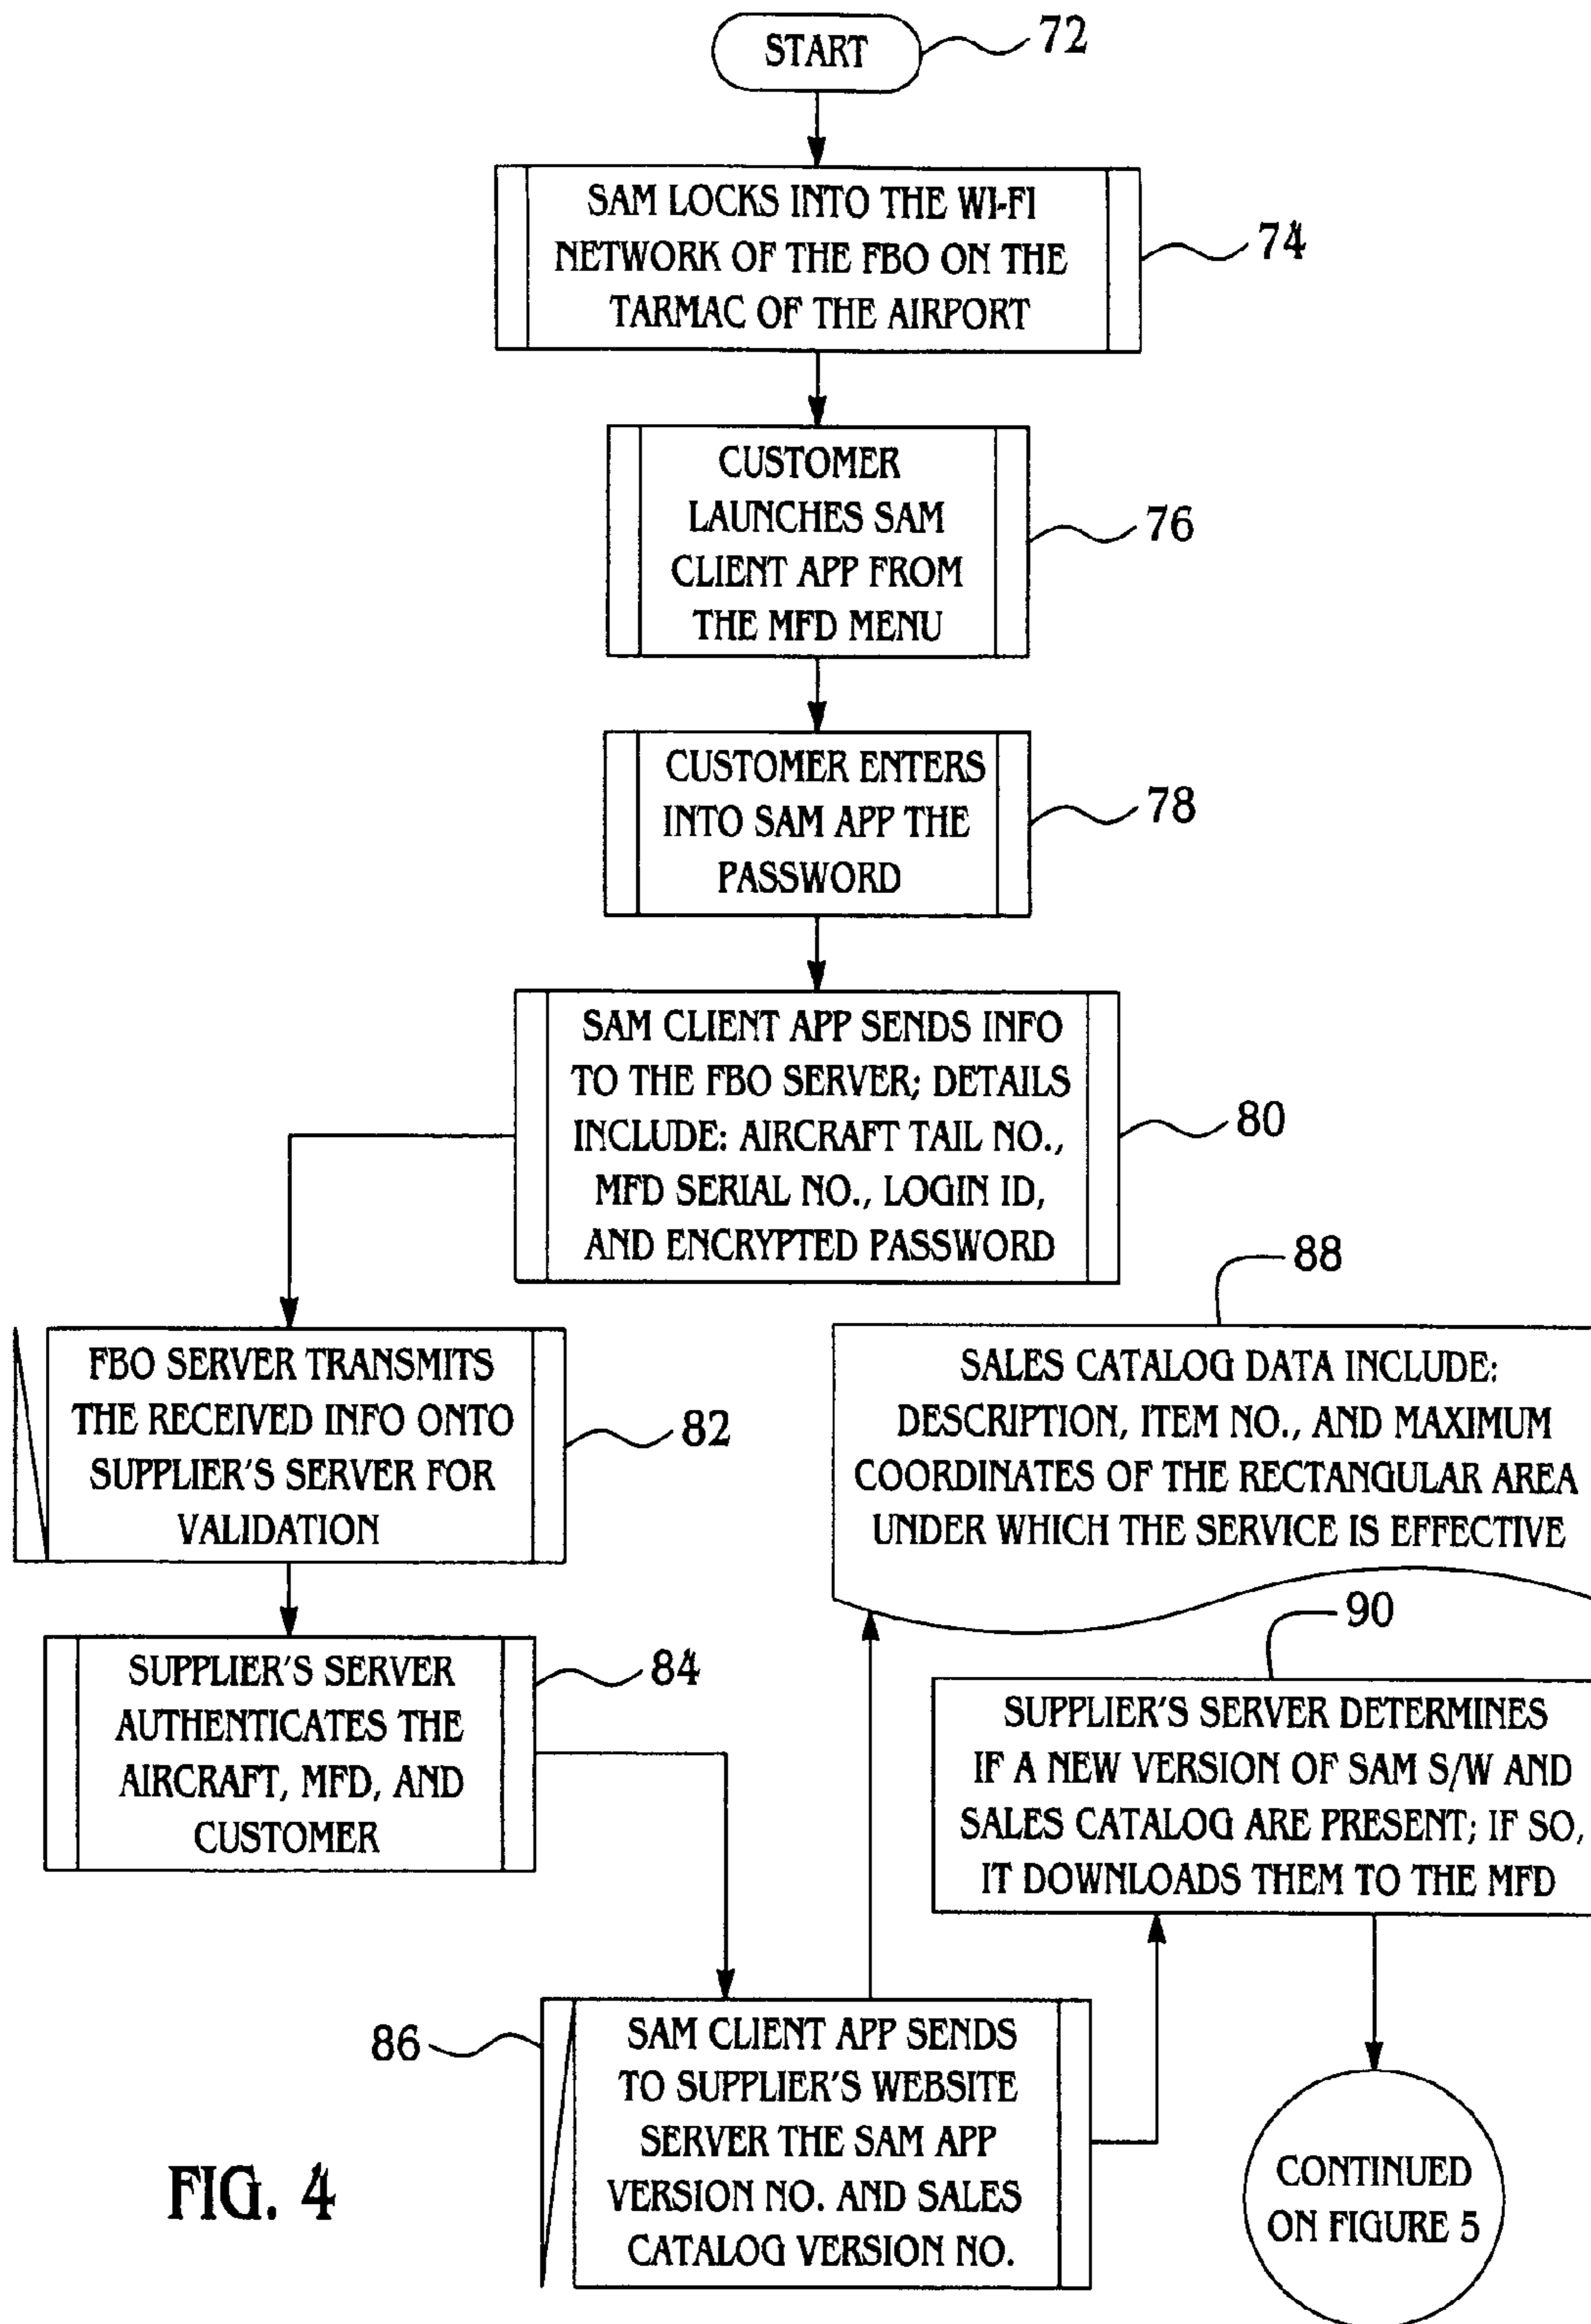 START
72
SAM LOCKS INTO THE WI-FI
NETWORK OF THE FBO ON THE
TARMAC OF THE AIRPORT
74
CUSTOMER
LAUNCHES SAM
CLIENT APP FROM
THE MFD MENU
76
CUSTOMER ENTERS
INTO SAM APP THE
PASSWORD
78
SAM CLIENT APP SENDS INFO
TO THE FBO SERVER; DETAILS
INCLUDE: AIRCRAFT TAIL NO.,
MFD SERIAL NO., LOGIN ID,
AND ENCRYPTED PASSWORD
80
FBO SERVER TRANSMITS
THE RECEIVED INFO ONTO
SUPPLIER'S SERVER FOR
VALIDATION
82
SUPPLIER'S SERVER
AUTHENTICATES THE
AIRCRAFT, MFD, AND
CUSTOMER
84
86
SAM CLIENT APP SENDS
TO SUPPLIER'S WEBSITE
SERVER THE SAM APP
VERSION NO. AND SALES
CATALOG VERSION NO.
88
SALES CATALOG DATA INCLUDE:
DESCRIPTION, ITEM NO., AND MAXIMUM
COORDINATES OF THE RECTANGULAR AREA
UNDER WHICH THE SERVICE IS EFFECTIVE
90
SUPPLIER'S SERVER DETERMINES
IF A NEW VERSION OF SAM S/W AND
SALES CATALOG ARE PRESENT; IF SO,
IT DOWNLOADS THEM TO THE MFD
CONTINUED
ON FIGURE 5
FIG. 4